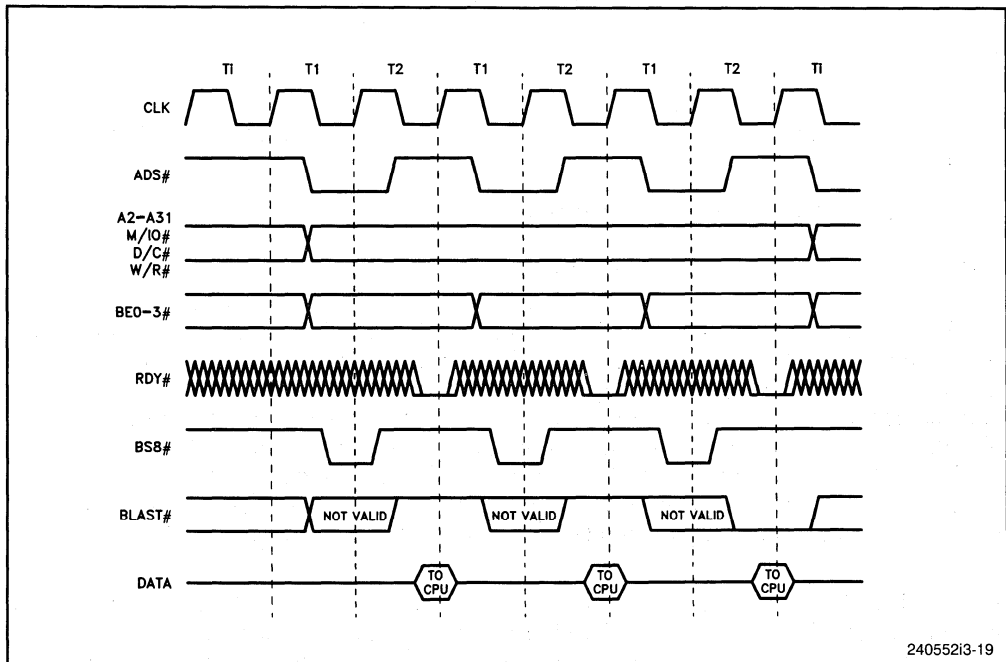 Ti T1 T2 T1 T2 T1 T2 Ti
CLK
ADS#
A2-A31
M/IO#
D/C#
W/R#
BE0-3#
RDY#
BS8#
BLAST# NOT VALID NOT VALID NOT VALID
DATA TO CPU TO CPU TO CPU
240552i3-19